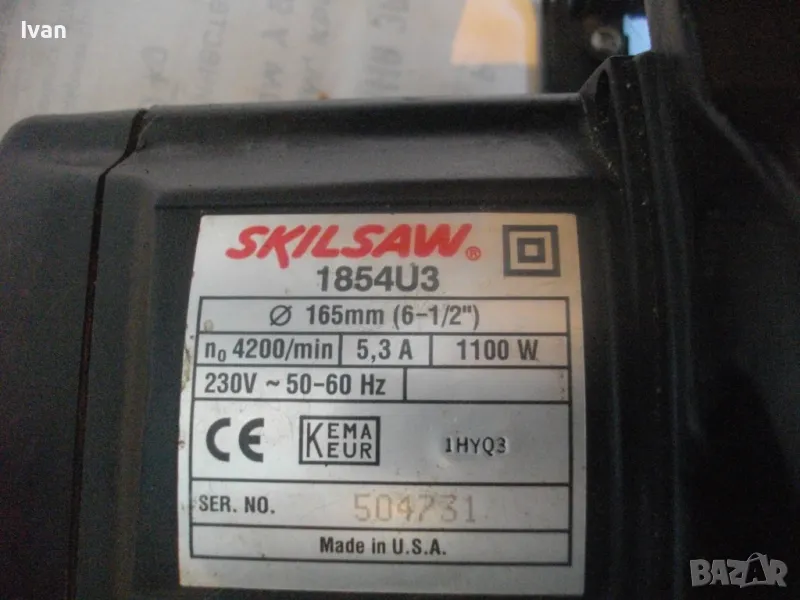 Ivan
SKILSAW®
1854U3
Ø 165mm (6-1/2")
n₀ 4200/min 5,3 A 1100 W
230V ~ 50-60 Hz
CE KEMA KEUR 1HYQ3
SER. NO. 504731
Made in U.S.A.
BAZAR